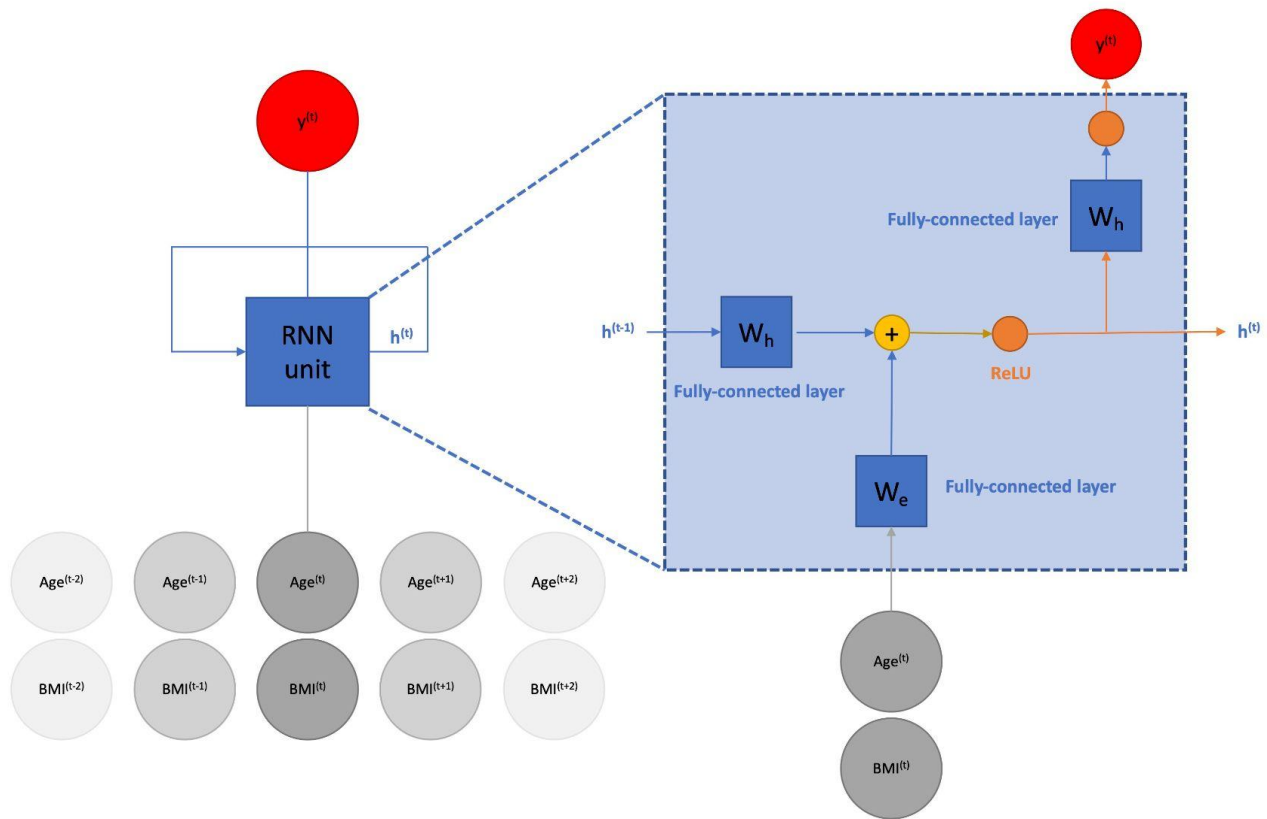 y(t)
RNN
unit
h(t)
Age(t-2)
Age(t-1)
Age(t)
Age(t+1)
Age(t+2)
BMI(t-2)
BMI(t-1)
BMI(t)
BMI(t+1)
BMI(t+2)
y(t)
Fully-connected layer
Wh
h(t-1)
Wh
+
h(t)
ReLU
Fully-connected layer
We
Fully-connected layer
Age(t)
BMI(t)